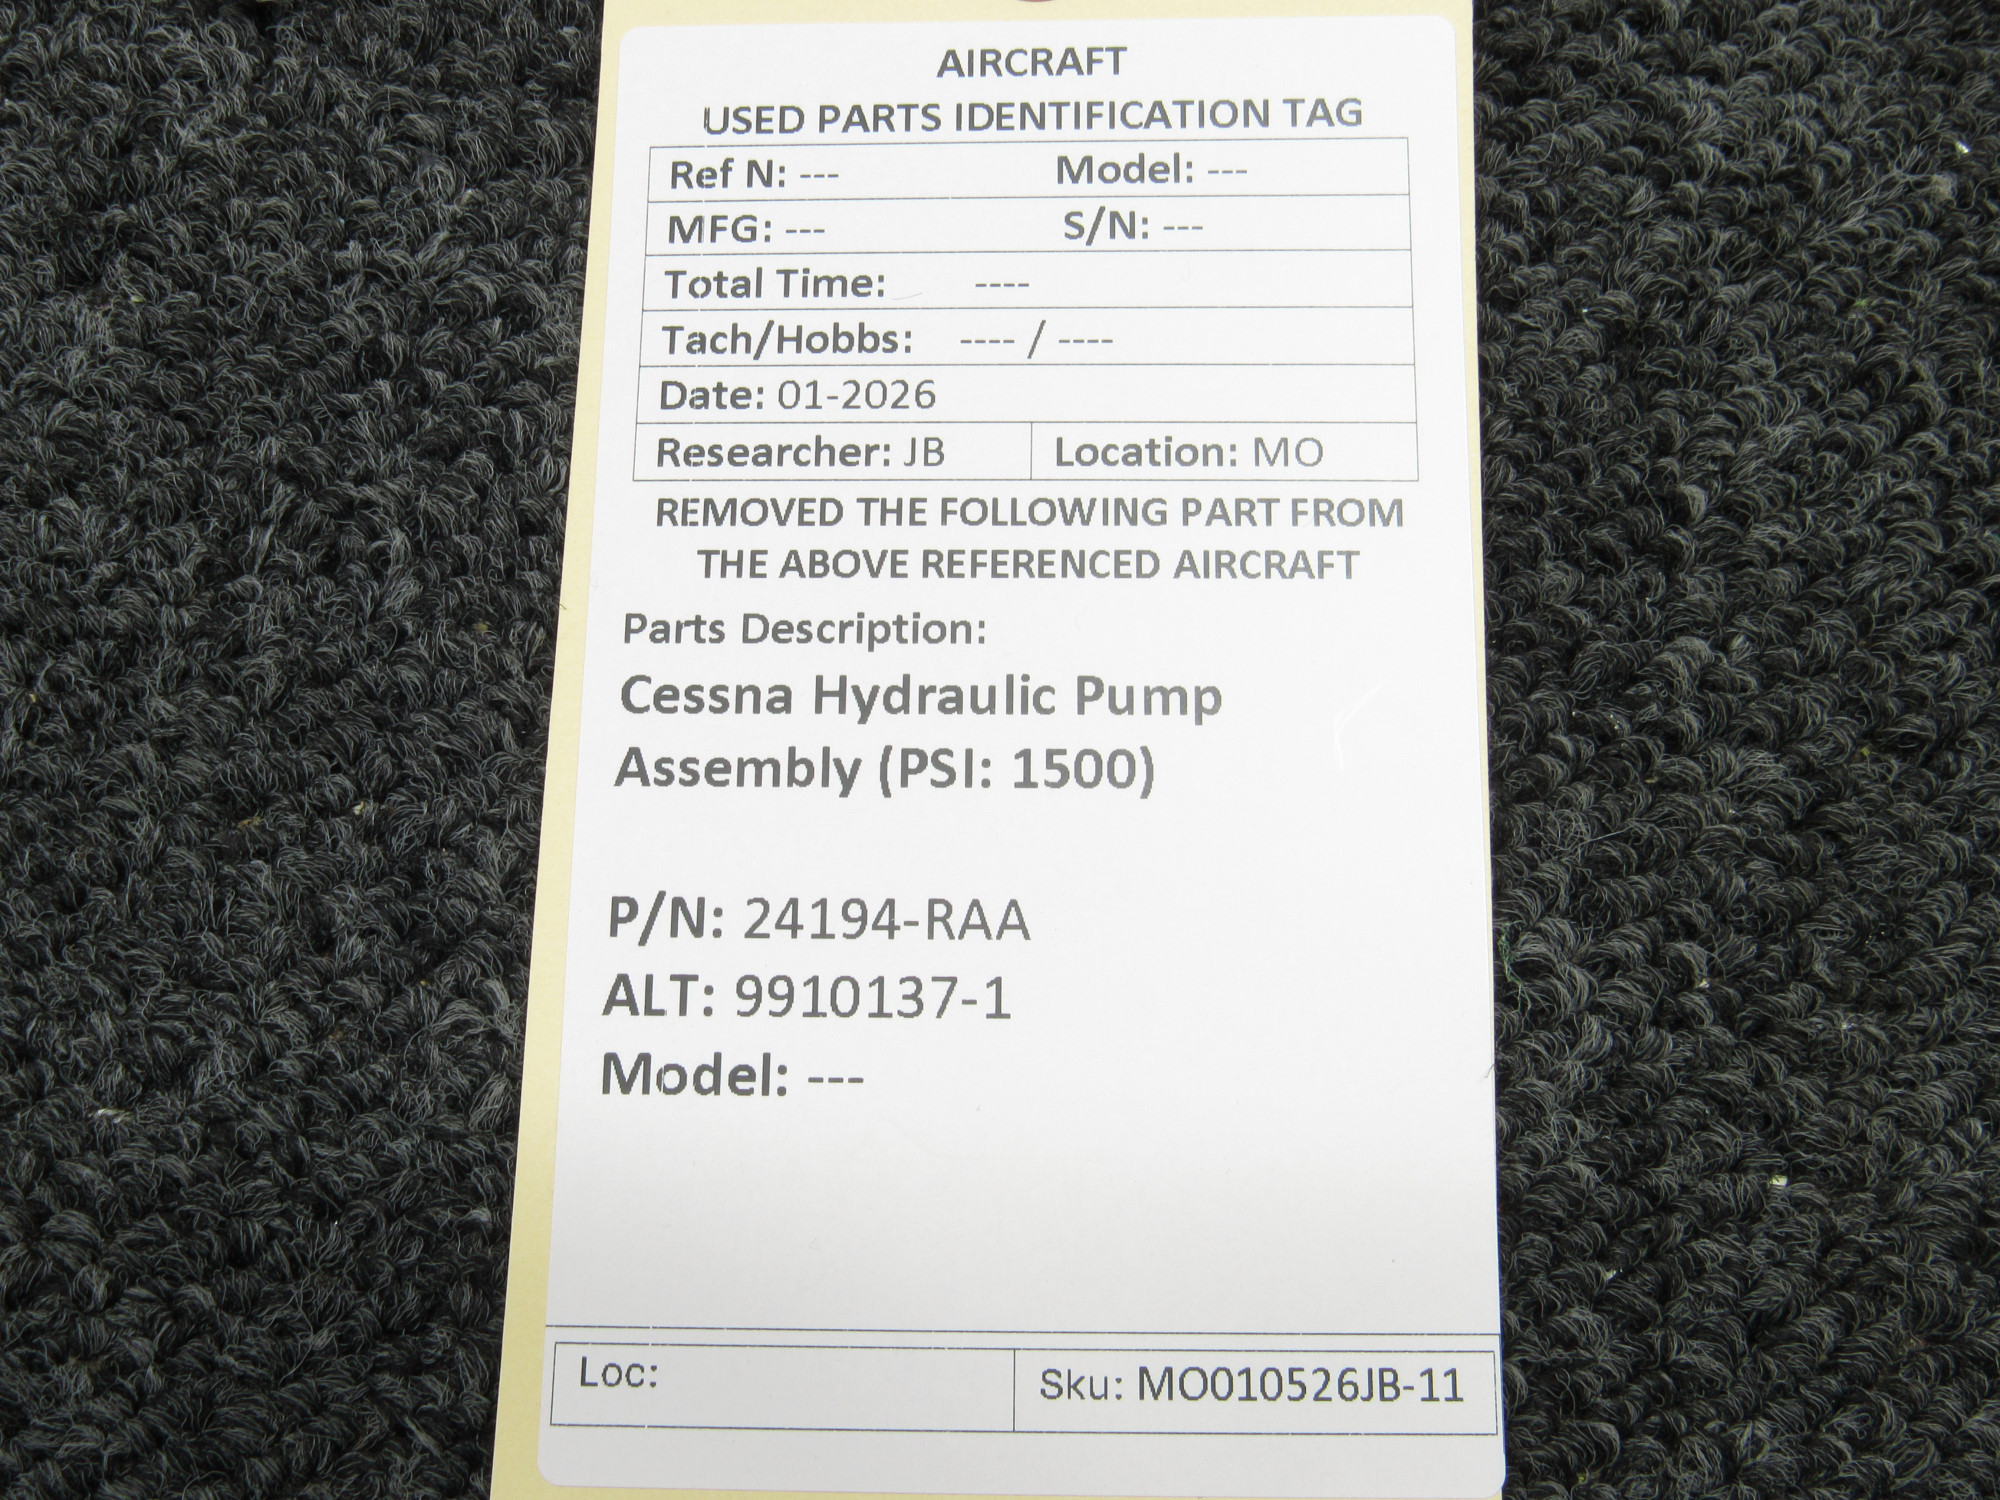 AIRCRAFT
USED PARTS IDENTIFICATION TAG
Ref N: --- Model: ---
MFG: --- S/N: ---
Total Time: ----
Tach/Hobbs: ---- / ----
Date: 01-2026
Researcher: JB Location: MO
REMOVED THE FOLLOWING PART FROM
THE ABOVE REFERENCED AIRCRAFT
Parts Description:
Cessna Hydraulic Pump
Assembly (PSI: 1500)
P/N: 24194-RAA
ALT: 9910137-1
Model: ---
Loc: Sku: MO010526JB-11